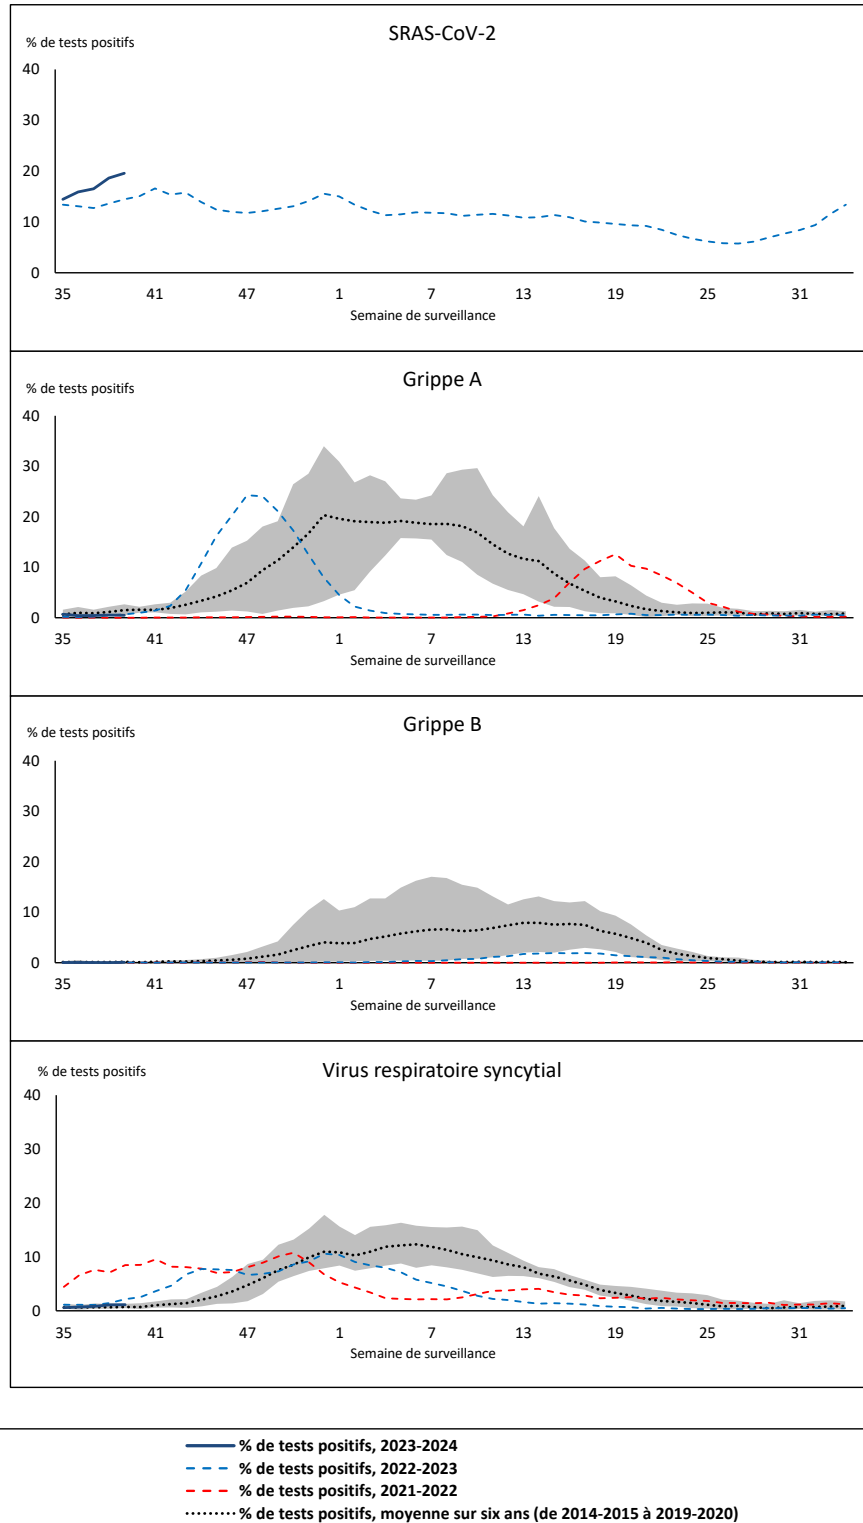 SRAS-CoV-2
% de tests positifs
40
30
20
10
0
35 41 47 1 7 13 19 25 31
Semaine de surveillance
Grippe A
% de tests positifs
40
30
20
10
0
35 41 47 1 7 13 19 25 31
Semaine de surveillance
Grippe B
% de tests positifs
40
30
20
10
0
35 41 47 1 7 13 19 25 31
Semaine de surveillance
Virus respiratoire syncytial
% de tests positifs
40
30
20
10
0
35 41 47 1 7 13 19 25 31
Semaine de surveillance
% de tests positifs, 2023-2024
% de tests positifs, 2022-2023
% de tests positifs, 2021-2022
% de tests positifs, moyenne sur six ans (de 2014-2015 à 2019-2020)